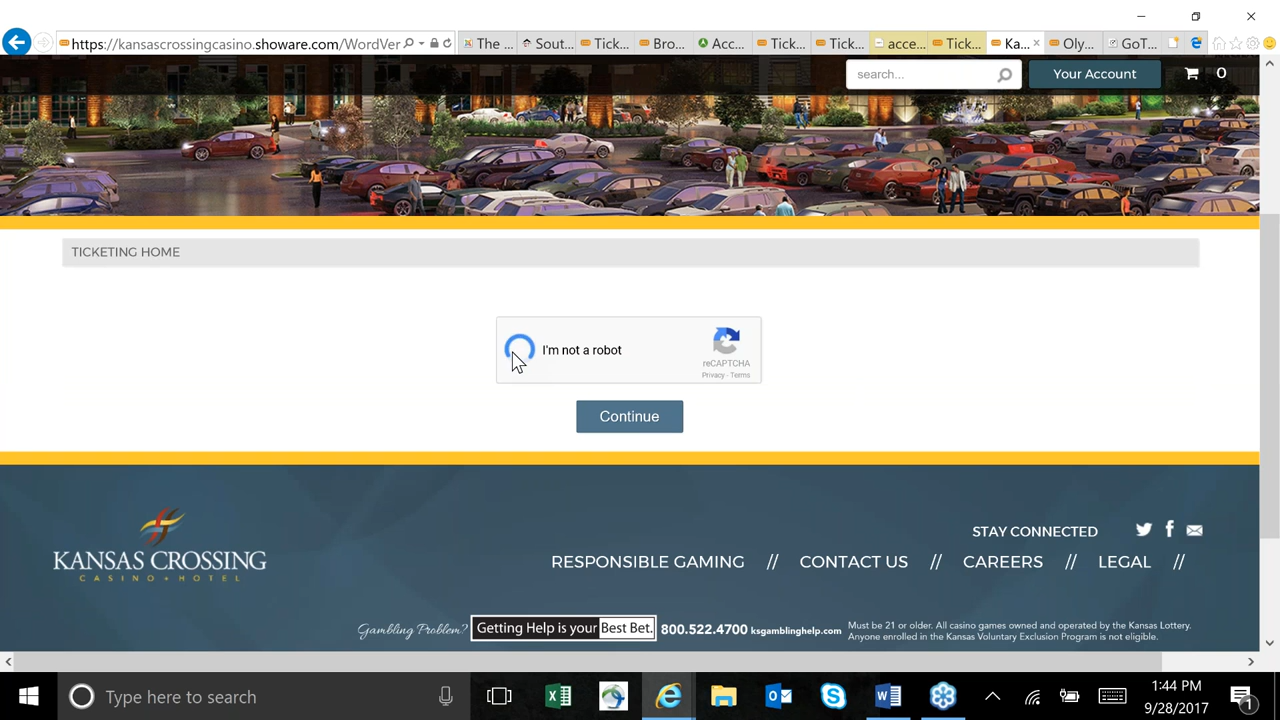 https://kansascrossingcasino.showare.com/WordVer
The ...
Sout...
Tick...
Bro...
Acc...
Tick...
Tick...
acce...
Tick...
Ka...
Oly...
GoT...
search...
Your Account
0
TICKETING HOME
I'm not a robot
reCAPTCHA
Privacy - Terms
Continue
STAY CONNECTED
KANSAS CROSSING
CASINO + HOTEL
RESPONSIBLE GAMING // CONTACT US // CAREERS // LEGAL //
Gambling Problem? Getting Help is your Best Bet. 800.522.4700 ksgamblinghelp.com
Must be 21 or older. All casino games owned and operated by the Kansas Lottery.
Anyone enrolled in the Kansas Voluntary Exclusion Program is not eligible.
Type here to search
1:44 PM
9/28/2017
1